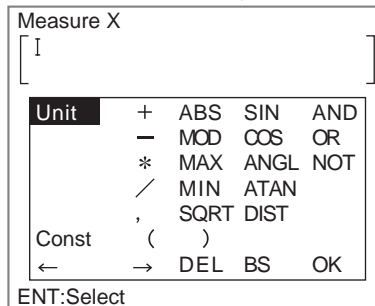 Measure X
Unit + ABS SIN AND
− MOD COS OR
* MAX ANGL NOT
／ MIN ATAN
, SQRT DIST
Const ( )
← → DEL BS OK
ENT:Select